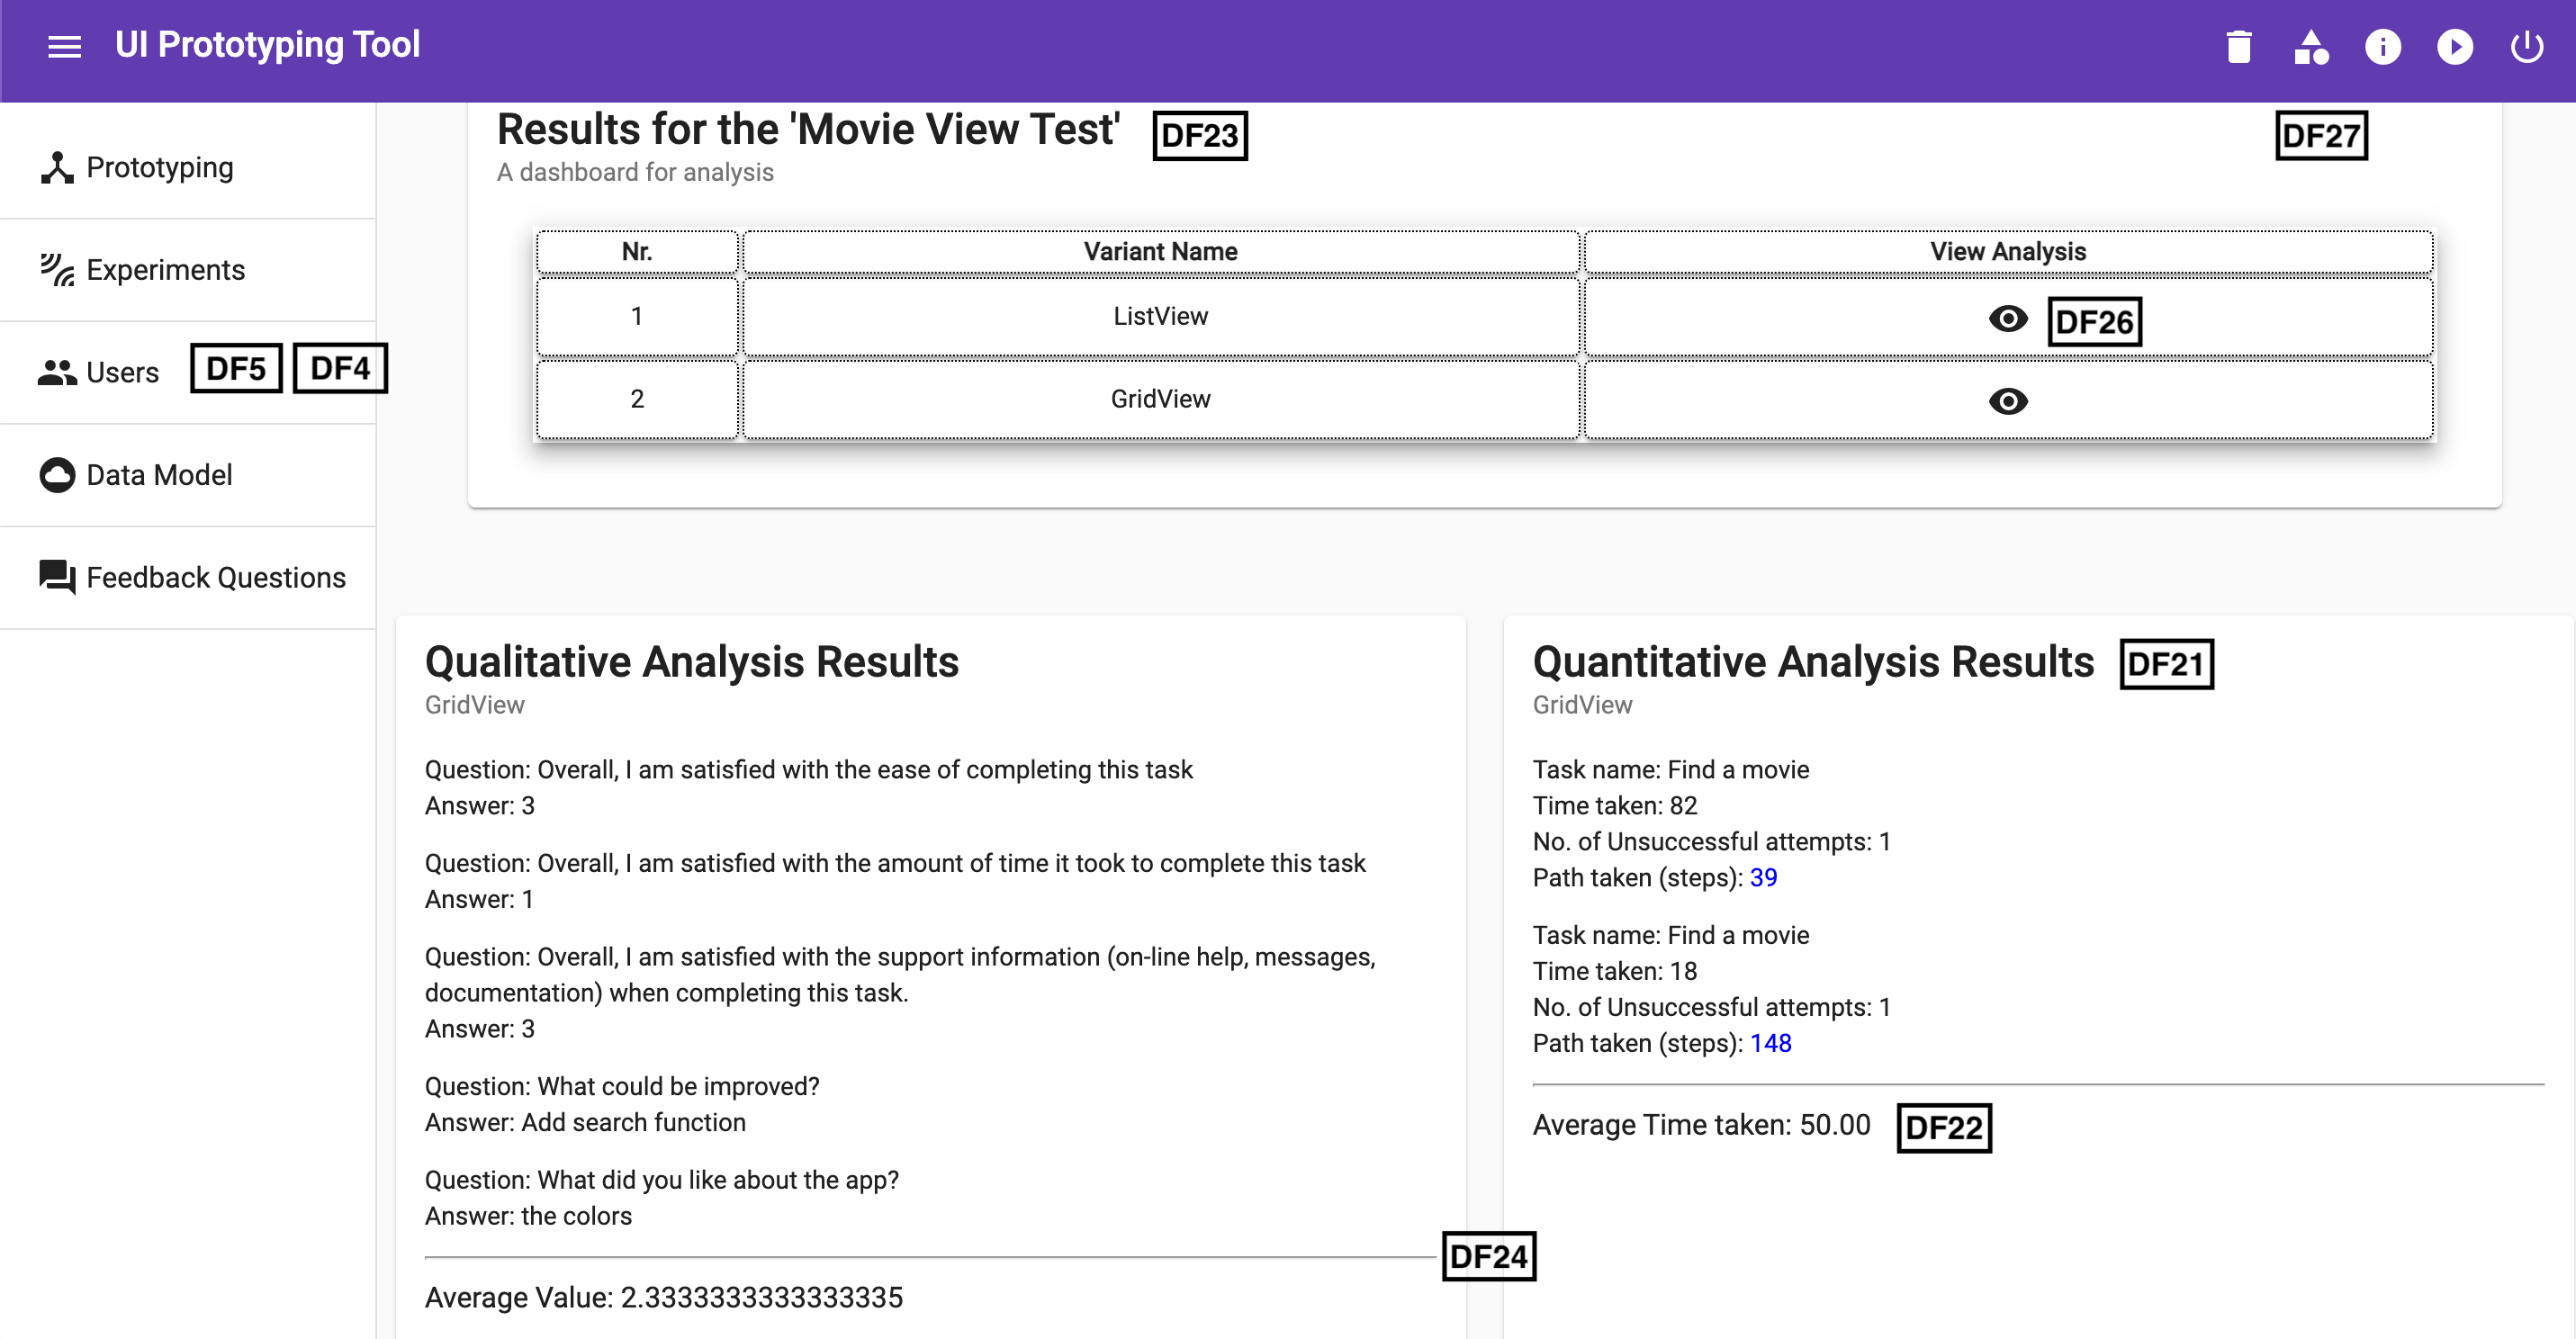 UI Prototyping Tool
Prototyping
Experiments
Users DF5 DF4
Data Model
Feedback Questions
Results for the 'Movie View Test' DF23 DF27
A dashboard for analysis
Nr. Variant Name View Analysis
1 ListView DF26
2 GridView
Qualitative Analysis Results
GridView
Question: Overall, I am satisfied with the ease of completing this task
Answer: 3
Question: Overall, I am satisfied with the amount of time it took to complete this task
Answer: 1
Question: Overall, I am satisfied with the support information (on-line help, messages,
documentation) when completing this task.
Answer: 3
Question: What could be improved?
Answer: Add search function
Question: What did you like about the app?
Answer: the colors
DF24
Average Value: 2.3333333333333335
Quantitative Analysis Results DF21
GridView
Task name: Find a movie
Time taken: 82
No. of Unsuccessful attempts: 1
Path taken (steps): 39
Task name: Find a movie
Time taken: 18
No. of Unsuccessful attempts: 1
Path taken (steps): 148
Average Time taken: 50.00 DF22